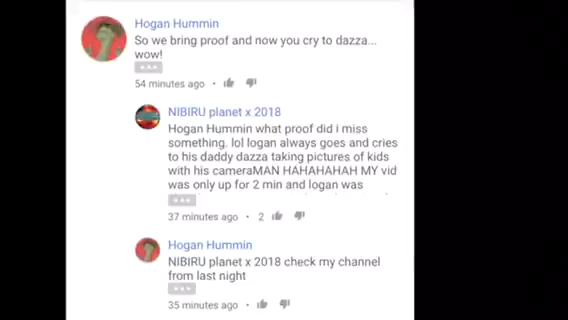 Hogan Hummin
So we bring proof and now you cry to dazza...
wow!
54 minutes ago •
NIBIRU planet x 2018
Hogan Hummin what proof did i miss
something. lol logan always goes and cries
to his daddy dazza taking pictures of kids
with his cameraMAN HAHAHAHAH MY vid
was only up for 2 min and logan was
37 minutes ago • 2
Hogan Hummin
NIBIRU planet x 2018 check my channel
from last night
35 minutes ago •